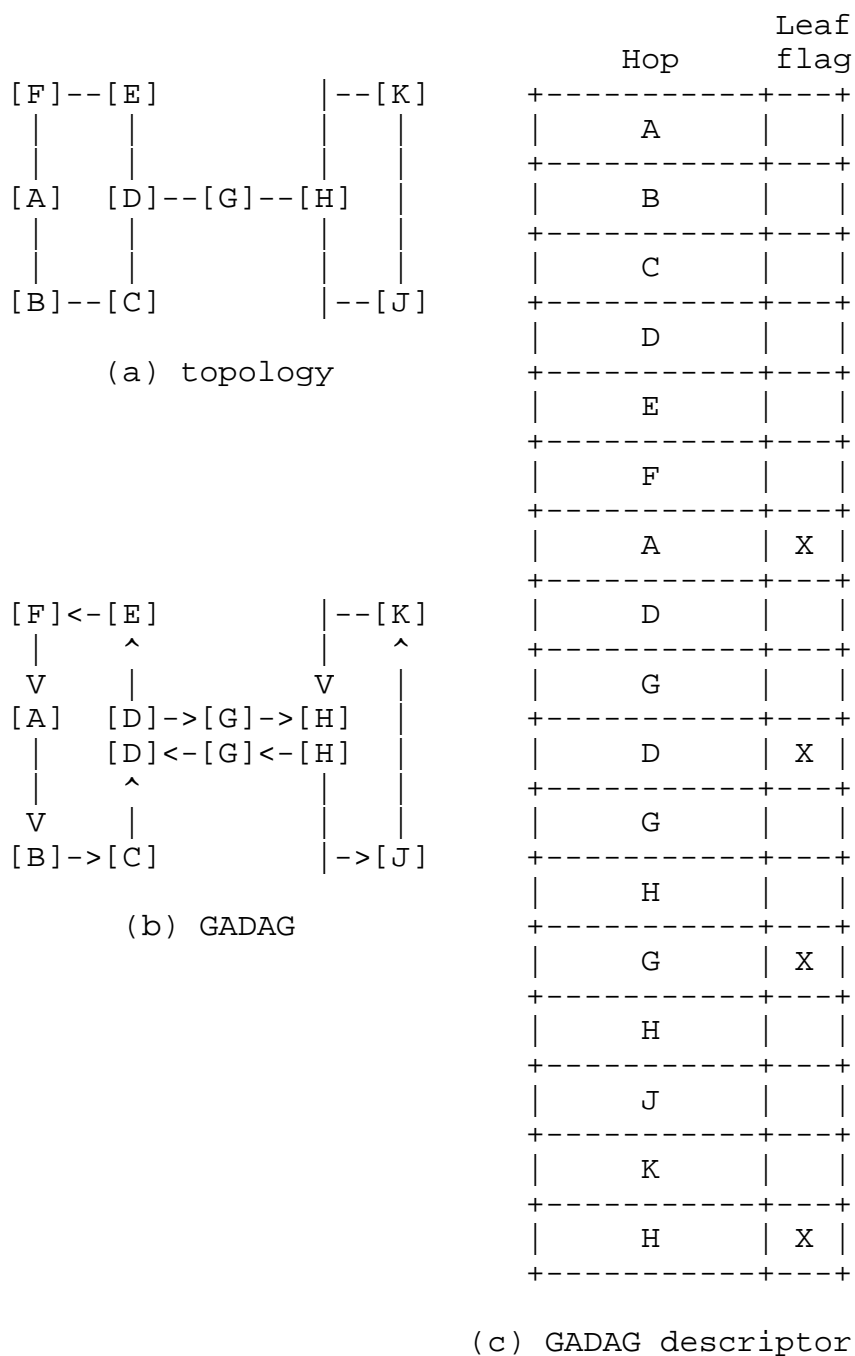 Leaf
                                   Hop      flag
[F]--[E]          |--[K]      +-----------+---+
 |    |           |   |       |     A     |   |
 |    |           |   |       +-----------+---+
[A]  [D]--[G]--[H]    |       |     B     |   |
 |    |           |   |       +-----------+---+
 |    |           |   |       |     C     |   |
[B]--[C]          |--[J]      +-----------+---+
                              |     D     |   |
     (a) topology             +-----------+---+
                              |     E     |   |
                              +-----------+---+
                              |     F     |   |
                              +-----------+---+
                              |     A     | X |
                              +-----------+---+
[F]<-[E]          |--[K]      |     D     |   |
 |    ^           |   ^       +-----------+---+
 V    |           V   |       |     G     |   |
[A]  [D]->[G]->[H]    |       +-----------+---+
 |   [D]<-[G]<-[H]    |       |     D     | X |
 |    ^           |   |       +-----------+---+
 V    |           |   |       |     G     |   |
[B]->[C]          |->[J]      +-----------+---+
                              |     H     |   |
      (b) GADAG               +-----------+---+
                              |     G     | X |
                              +-----------+---+
                              |     H     |   |
                              +-----------+---+
                              |     J     |   |
                              +-----------+---+
                              |     K     |   |
                              +-----------+---+
                              |     H     | X |
                              +-----------+---+
                           (c) GADAG descriptor